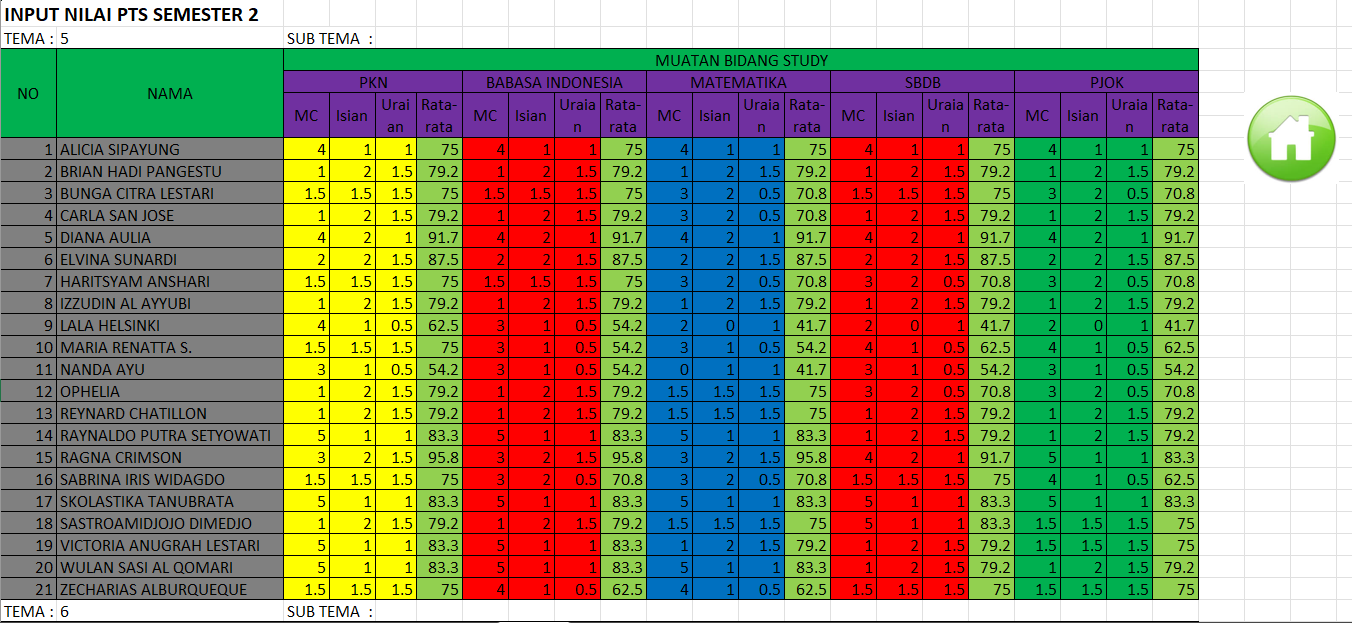 INPUT NILAI PTS SEMESTER 2
TEMA : 5 SUB TEMA :
MUATAN BIDANG STUDY
NO NAMA PKN BABASA INDONESIA MATEMATIKA SBDB PJOK
MC Isian Uraian Rata-rata MC Isian Uraian Rata-rata MC Isian Uraian Rata-rata MC Isian Uraian Rata-rata MC Isian Uraian Rata-rata
1 ALICIA SIPAYUNG 4 1 1 75 4 1 1 75 4 1 1 75 4 1 1 75 4 1 1 75
2 BRIAN HADI PANGESTU 1 2 1.5 79.2 1 2 1.5 79.2 1 2 1.5 79.2 1 2 1.5 79.2 1 2 1.5 79.2
3 BUNGA CITRA LESTARI 1.5 1.5 1.5 75 1.5 1.5 1.5 75 3 2 0.5 70.8 1.5 1.5 1.5 75 3 2 0.5 70.8
4 CARLA SAN JOSE 1 2 1.5 79.2 1 2 1.5 79.2 3 2 0.5 70.8 1 2 1.5 79.2 1 2 1.5 79.2
5 DIANA AULIA 4 2 1 91.7 4 2 1 91.7 4 2 1 91.7 4 2 1 91.7 4 2 1 91.7
6 ELVINA SUNARDI 2 2 1.5 87.5 2 2 1.5 87.5 2 2 1.5 87.5 2 2 1.5 87.5 2 2 1.5 87.5
7 HARITSYAM ANSHARI 1.5 1.5 1.5 75 1.5 1.5 1.5 75 3 2 0.5 70.8 3 2 0.5 70.8 3 2 0.5 70.8
8 IZZUDIN AL AYYUBI 1 2 1.5 79.2 1 2 1.5 79.2 1 2 1.5 79.2 1 2 1.5 79.2 1 2 1.5 79.2
9 LALA HELSINKI 4 1 0.5 62.5 3 1 0.5 54.2 2 0 1 41.7 2 0 1 41.7 2 0 1 41.7
10 MARIA RENATTA S. 1.5 1.5 1.5 75 3 1 0.5 54.2 3 1 0.5 54.2 4 1 0.5 62.5 4 1 0.5 62.5
11 NANDA AYU 3 1 0.5 54.2 3 1 0.5 54.2 0 1 1 41.7 3 1 0.5 54.2 3 1 0.5 54.2
12 OPHELIA 1 2 1.5 79.2 1 2 1.5 79.2 1.5 1.5 1.5 75 3 2 0.5 70.8 3 2 0.5 70.8
13 REYNARD CHATILLON 1 2 1.5 79.2 1 2 1.5 79.2 1.5 1.5 1.5 75 1 2 1.5 79.2 1 2 1.5 79.2
14 RAYNALDO PUTRA SETYOWATI 5 1 1 83.3 5 1 1 83.3 5 1 1 83.3 1 2 1.5 79.2 1 2 1.5 79.2
15 RAGNA CRIMSON 3 2 1.5 95.8 3 2 1.5 95.8 3 2 1.5 95.8 4 2 1 91.7 5 1 1 83.3
16 SABRINA IRIS WIDAGDO 1.5 1.5 1.5 75 3 2 0.5 70.8 3 2 0.5 70.8 1.5 1.5 1.5 75 4 1 0.5 62.5
17 SKOLASTIKA TANUBRATA 5 1 1 83.3 5 1 1 83.3 5 1 1 83.3 5 1 1 83.3 5 1 1 83.3
18 SASTROAMIDJOJO DIMEDJO 1 2 1.5 79.2 1 2 1.5 79.2 1.5 1.5 1.5 75 5 1 1 83.3 1.5 1.5 1.5 75
19 VICTORIA ANUGRAH LESTARI 5 1 1 83.3 5 1 1 83.3 1 2 1.5 79.2 1 2 1.5 79.2 1.5 1.5 1.5 75
20 WULAN SASI AL QOMARI 5 1 1 83.3 5 1 1 83.3 5 1 1 83.3 1 2 1.5 79.2 1 2 1.5 79.2
21 ZECHARIAS ALBURQUEQUE 1.5 1.5 1.5 75 4 1 0.5 62.5 4 1 0.5 62.5 1.5 1.5 1.5 75 1.5 1.5 1.5 75
TEMA : 6 SUB TEMA :